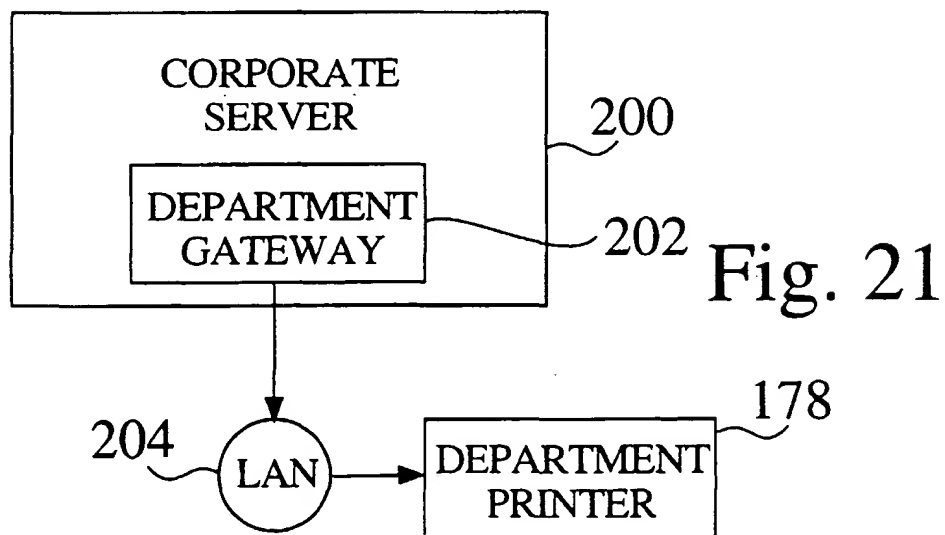 CORPORATE
SERVER
200
DEPARTMENT
GATEWAY
202
Fig. 21
178
204
LAN
DEPARTMENT
PRINTER